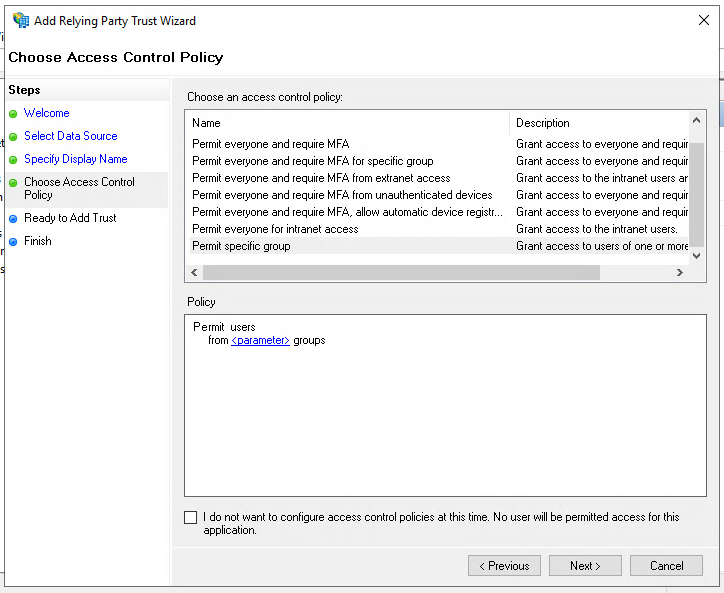 Add Relying Party Trust Wizard
Choose Access Control Policy
Steps
Welcome
Select Data Source
Specify Display Name
Choose Access Control
Policy
Ready to Add Trust
Finish
Choose an access control policy:
Name Description
Permit everyone and require MFA Grant access to everyone and requir
Permit everyone and require MFA for specific group Grant access to everyone and requir
Permit everyone and require MFA from extranet access Grant access to the intranet users ar
Permit everyone and require MFA from unauthenticated devices Grant access to everyone and requir
Permit everyone and require MFA, allow automatic device registr... Grant access to everyone and requir
Permit everyone for intranet access Grant access to the intranet users.
Permit specific group Grant access to users of one or more
Policy
Permit users
from <parameter> groups
I do not want to configure access control policies at this time. No user will be permitted access for this
application.
< Previous Next > Cancel